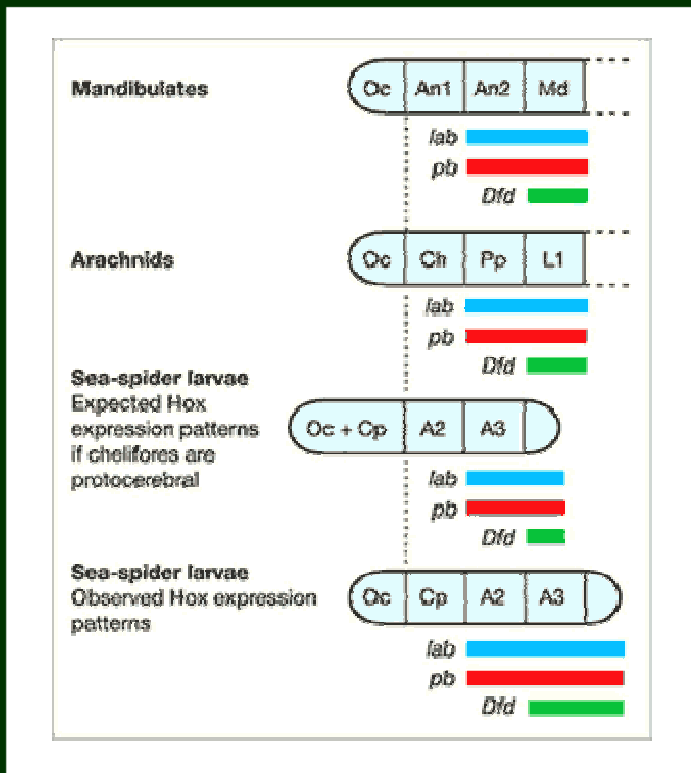 Mandibulates
Oc An1 An2 Md
lab
pb
Dfd
Arachnids
Oc Ch Pp L1
lab
pb
Dfd
Sea-spider larvae
Expected Hox
expression patterns
if chelifores are
protocerebral
Oc + Cp A2 A3
lab
pb
Dfd
Sea-spider larvae
Observed Hox expression
patterns
Oc Cp A2 A3
lab
pb
Dfd